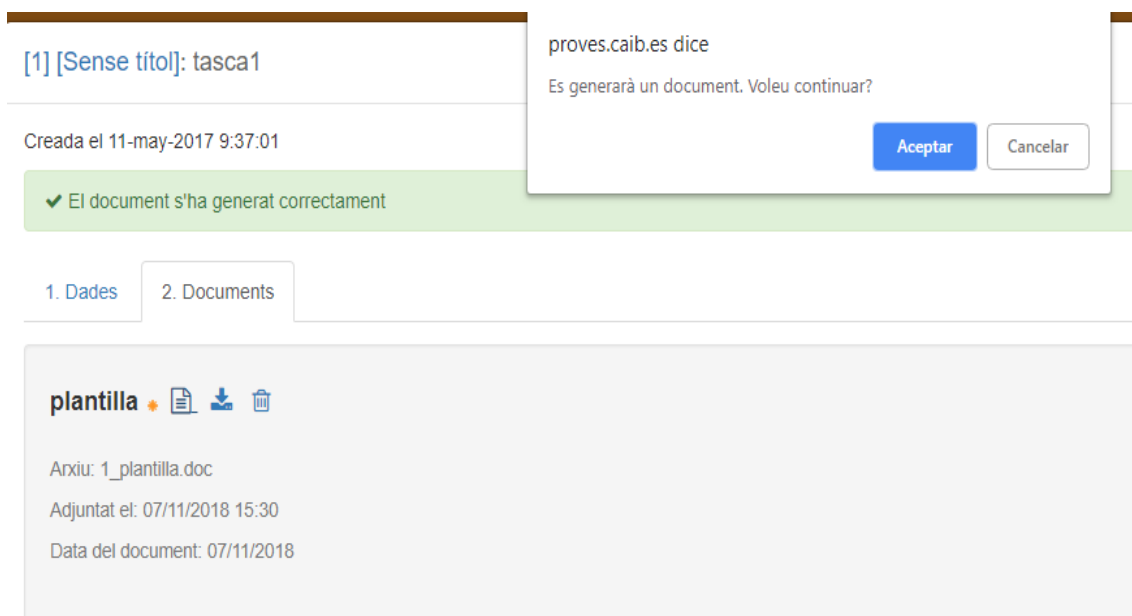 proves.caib.es dice
Es generarà un document. Voleu continuar?
Aceptar
Cancelar
[1] [Sense títol]: tasca1
Creada el 11-may-2017 9:37:01
El document s'ha generat correctament
1. Dades
2. Documents
plantilla
Arxiu: 1_plantilla.doc
Adjuntat el: 07/11/2018 15:30
Data del document: 07/11/2018